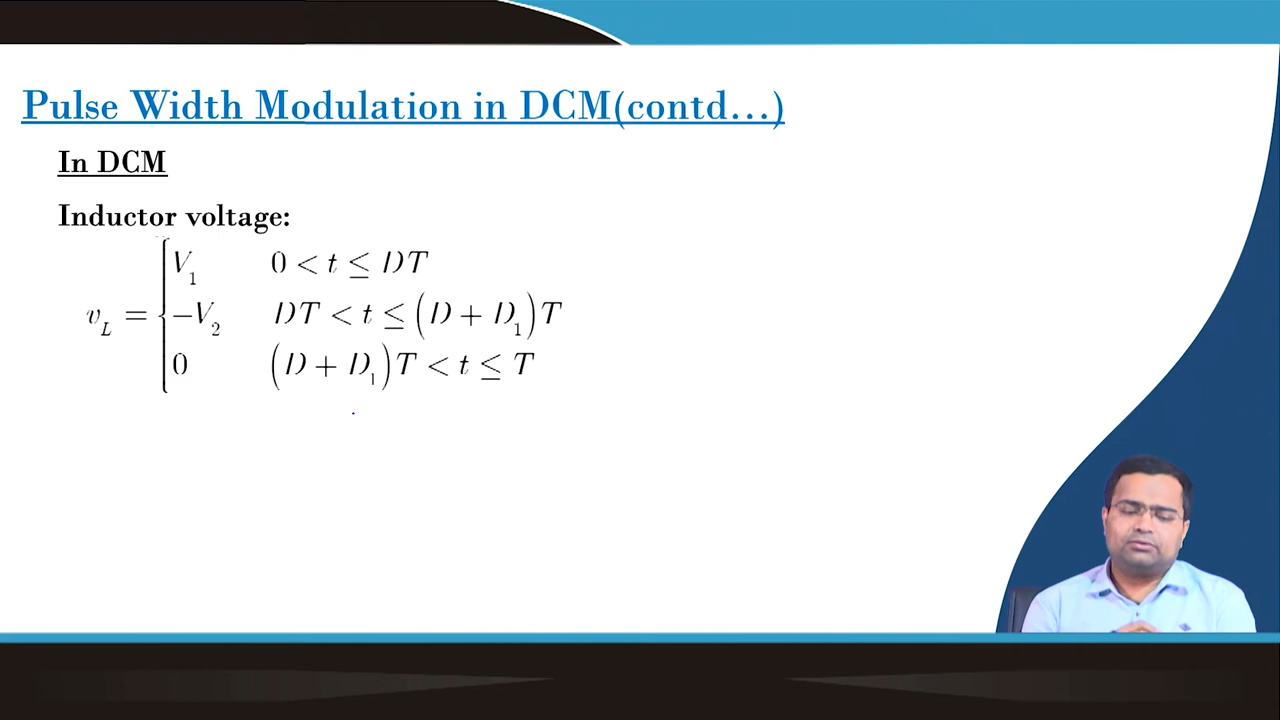 Pulse Width Modulation in DCM(contd...)
In DCM
Inductor voltage:
v_L = { V_1 0 < t ≤ DT
−V_2 DT < t ≤ (D + D_1)T
0 (D + D_1)T < t ≤ T